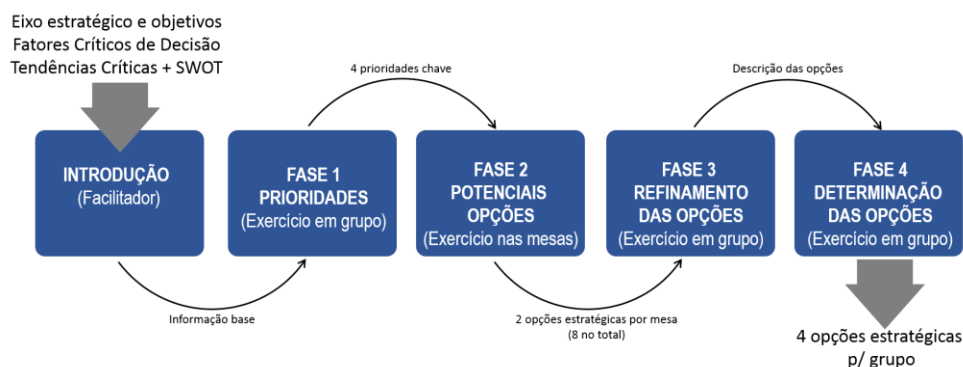 Eixo estratégico e objetivos
Fatores Críticos de Decisão
Tendências Críticas + SWOT
4 prioridades chave
Descrição das opções
INTRODUÇÃO
(Facilitador)
FASE 1
PRIORIDADES
(Exercício em grupo)
FASE 2
POTENCIAIS
OPÇÕES
(Exercício nas mesas)
FASE 3
REFINAMENTO
DAS OPÇÕES
(Exercício em grupo)
FASE 4
DETERMINAÇÃO
DAS OPÇÕES
(Exercício em grupo)
Informação base
2 opções estratégicas por mesa
(8 no total)
4 opções estratégicas
p/ grupo